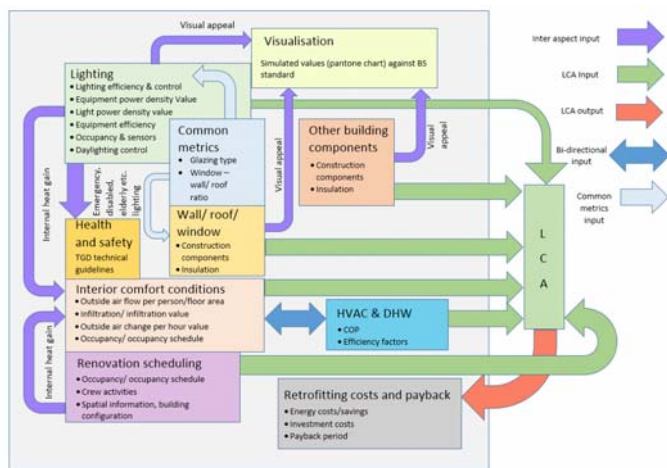 Visual appeal
Visualisation
Simulated values (pantone chart) against BS
standard
Inter aspect input
LCA Input
LCA output
Bi-directional
input
Common
metrics
input
Lighting
• Lighting efficiency & control
• Equipment power density Value
• Light power density value
• Equipment efficiency
• Occupancy & sensors
• Daylighting control
Common
metrics
• Glazing type
• Window –
wall/ roof
ratio
Visual appeal
Other building
components
• Construction
components
• Insulation
Visual
appeal
Internal heat gain
Emergency,
disabled,
elderly etc.
lighting
Health and
safety
TGD technical
guidelines
Wall/ roof/
window
• Construction
components
• Insulation
L
C
A
Interior comfort conditions
• Outside air flow per person/floor area
• Infiltration/ infiltration value
• Outside air change per hour value
• Occupancy/ occupancy schedule
HVAC & DHW
• COP
• Efficiency factors
Internal heat gain
Renovation scheduling
• Occupancy/ occupancy schedule
• Crew activities
• Spatial information, building
configuration
Retrofitting costs and payback
• Energy costs/savings
• Investment costs
• Payback period